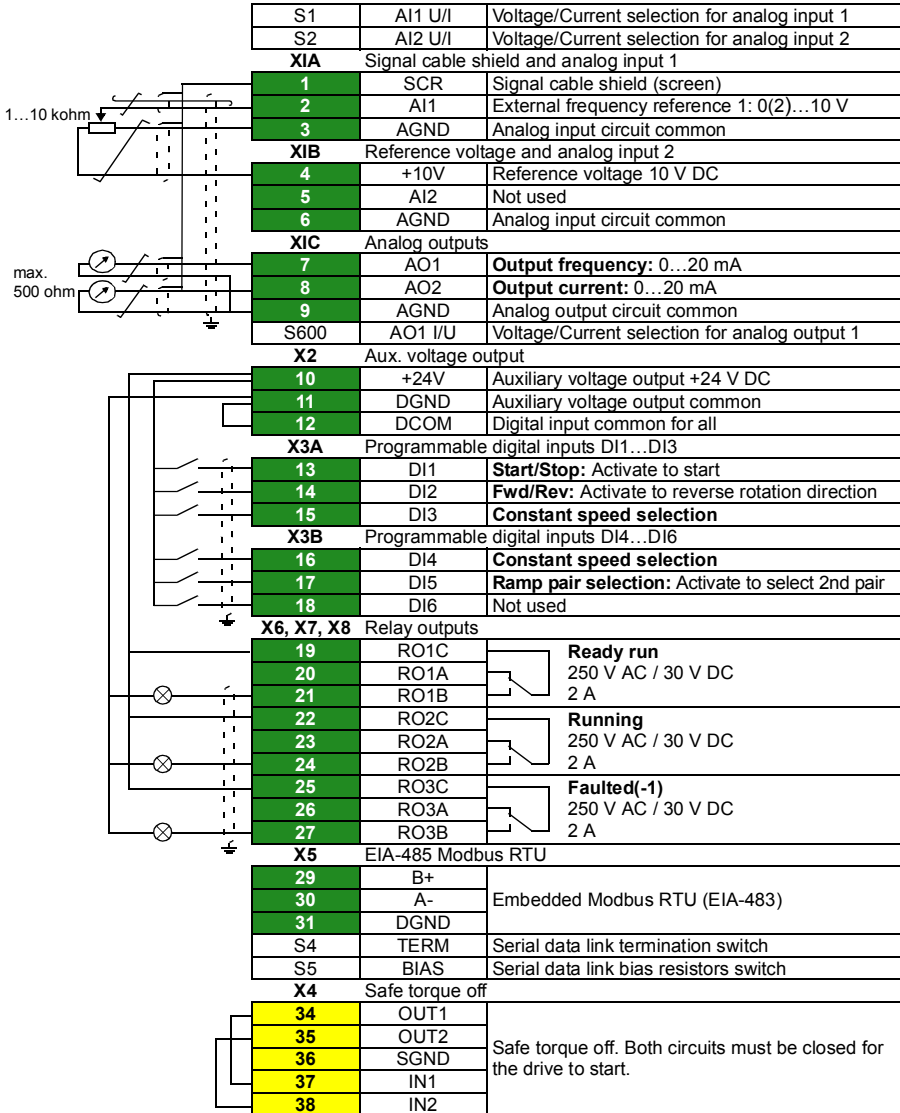 S1 AI1 U/I Voltage/Current selection for analog input 1
S2 AI2 U/I Voltage/Current selection for analog input 2
XIA Signal cable shield and analog input 1
1 SCR Signal cable shield (screen)
2 AI1 External frequency reference 1: 0(2)…10 V
1…10 kohm
3 AGND Analog input circuit common
XIB Reference voltage and analog input 2
4 +10V Reference voltage 10 V DC
5 AI2 Not used
6 AGND Analog input circuit common
XIC Analog outputs
7 AO1 Output frequency: 0…20 mA
max.
500 ohm
8 AO2 Output current: 0…20 mA
9 AGND Analog output circuit common
S600 AO1 I/U Voltage/Current selection for analog output 1
X2 Aux. voltage output
10 +24V Auxiliary voltage output +24 V DC
11 DGND Auxiliary voltage output common
12 DCOM Digital input common for all
X3A Programmable digital inputs DI1…DI3
13 DI1 Start/Stop: Activate to start
14 DI2 Fwd/Rev: Activate to reverse rotation direction
15 DI3 Constant speed selection
X3B Programmable digital inputs DI4…DI6
16 DI4 Constant speed selection
17 DI5 Ramp pair selection: Activate to select 2nd pair
18 DI6 Not used
X6, X7, X8 Relay outputs
19 RO1C Ready run
20 RO1A 250 V AC / 30 V DC
21 RO1B 2 A
22 RO2C Running
23 RO2A 250 V AC / 30 V DC
24 RO2B 2 A
25 RO3C Faulted(-1)
26 RO3A 250 V AC / 30 V DC
27 RO3B 2 A
X5 EIA-485 Modbus RTU
29 B+
30 A- Embedded Modbus RTU (EIA-483)
31 DGND
S4 TERM Serial data link termination switch
S5 BIAS Serial data link bias resistors switch
X4 Safe torque off
34 OUT1
35 OUT2
36 SGND
37 IN1
38 IN2
Safe torque off. Both circuits must be closed for
the drive to start.